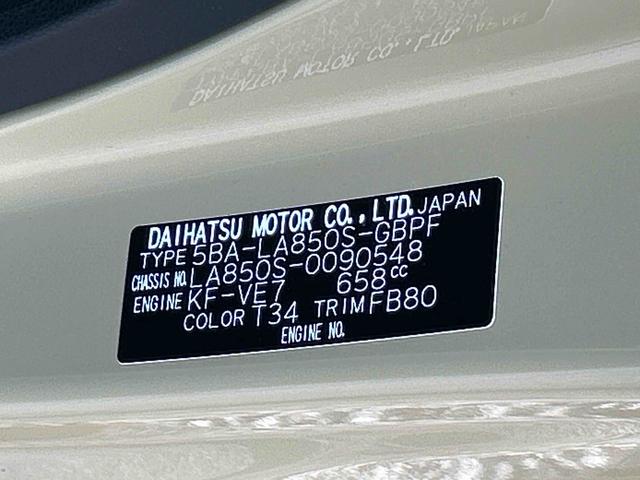 DAIHATSU MOTOR CO., LTD. JAPAN
TYPE 5BA-LA850S-GBPF
CHASSIS NO. LA850S-0090548
ENGINE KF-VE7 658cc
COLOR T34 TRIM FB80
ENGINE NO.